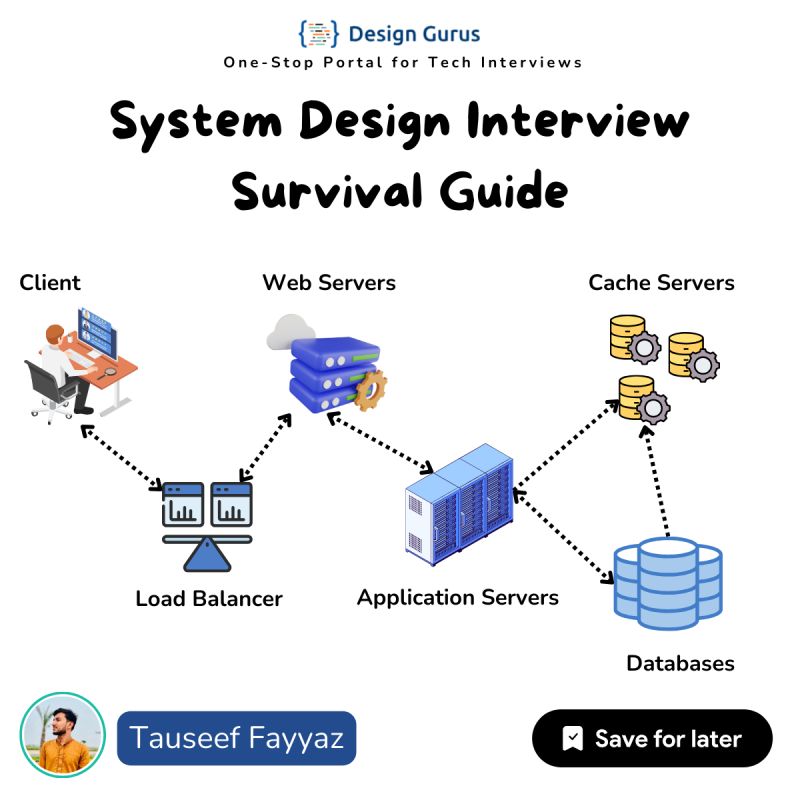 Design Gurus
One-Stop Portal for Tech Interviews
System Design Interview
Survival Guide
Client
Web Servers
Cache Servers
Load Balancer
Application Servers
Databases
Tauseef Fayyaz
Save for later